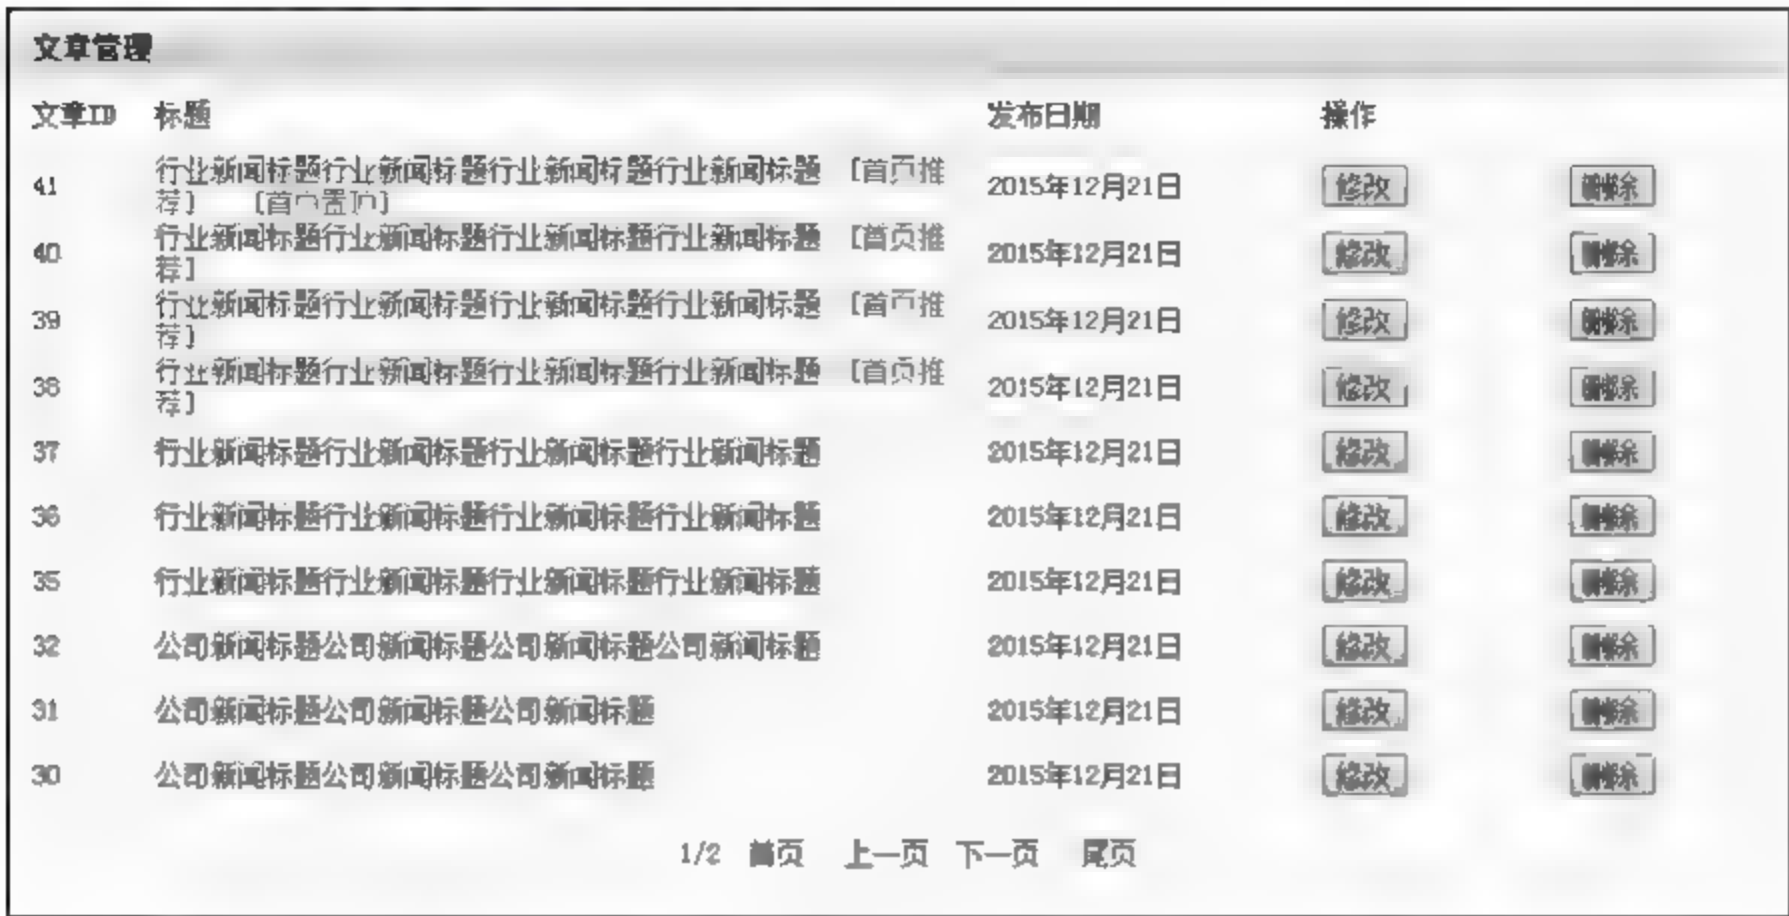 文章管理
文章ID 标题 发布日期 操作
行业新闻标题行业新闻标题行业新闻标题行业新闻标题 [首页推
41 2015年12月21日 修改 删除
荐] [首页置顶]
行业新闻标题行业新闻标题行业新闻标题行业新闻标题 [首页推
40 2015年12月21日 修改 删除
荐]
行业新闻标题行业新闻标题行业新闻标题行业新闻标题 [首页推
39 2015年12月21日 修改 删除
荐]
行业新闻标题行业新闻标题行业新闻标题行业新闻标题 [首页推
38 2015年12月21日 修改 删除
荐]
37 行业新闻标题行业新闻标题行业新闻标题行业新闻标题 2015年12月21日 修改 删除
36 行业新闻标题行业新闻标题行业新闻标题行业新闻标题 2015年12月21日 修改 删除
35 行业新闻标题行业新闻标题行业新闻标题行业新闻标题 2015年12月21日 修改 删除
32 公司新闻标题公司新闻标题公司新闻标题公司新闻标题 2015年12月21日 修改 删除
31 公司新闻标题公司新闻标题公司新闻标题 2015年12月21日 修改 删除
30 公司新闻标题公司新闻标题公司新闻标题 2015年12月21日 修改 删除
1/2 首页 上一页 下一页 尾页